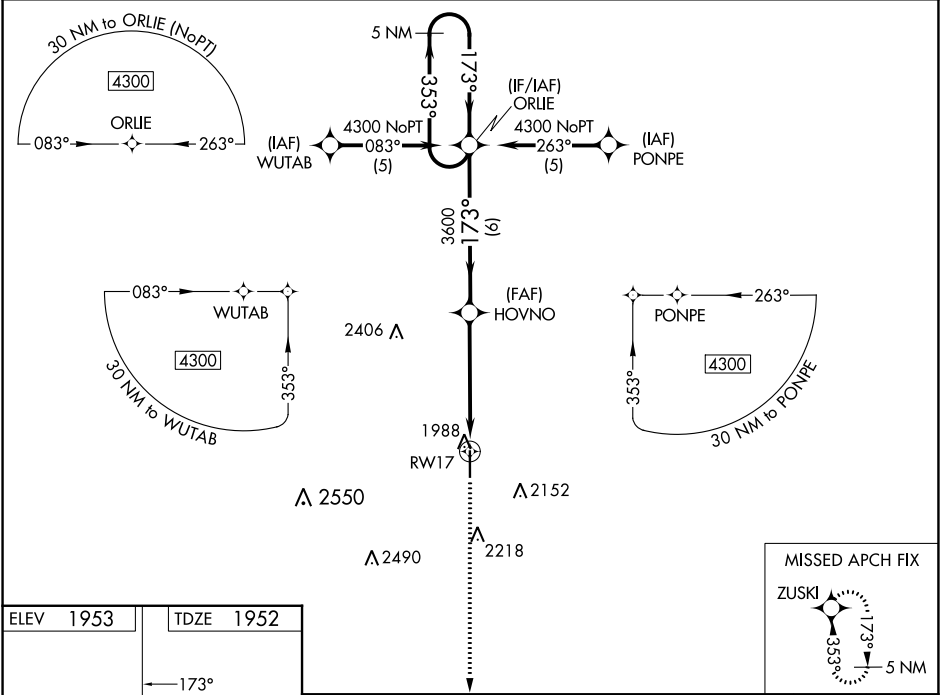 30 NM to ORLIE (NoPT)
4300
ORLIE
083°
263°
5 NM
353°
173°
(IF/IAF)
ORLIE
(IAF)
WUTAB
4300 NoPT
083°
(5)
4300 NoPT
263°
(5)
(IAF)
PONPE
3600
173°
(6)
(FAF)
HOVNO
083°
WUTAB
4300
353°
30 NM to WUTAB
263°
PONPE
4300
353°
30 NM to PONPE
2406
1988
RW17
2550
2152
2490
2218
MISSED APCH FIX
ZUSKI
173°
353°
5 NM
ELEV 1953
TDZE 1952
173°